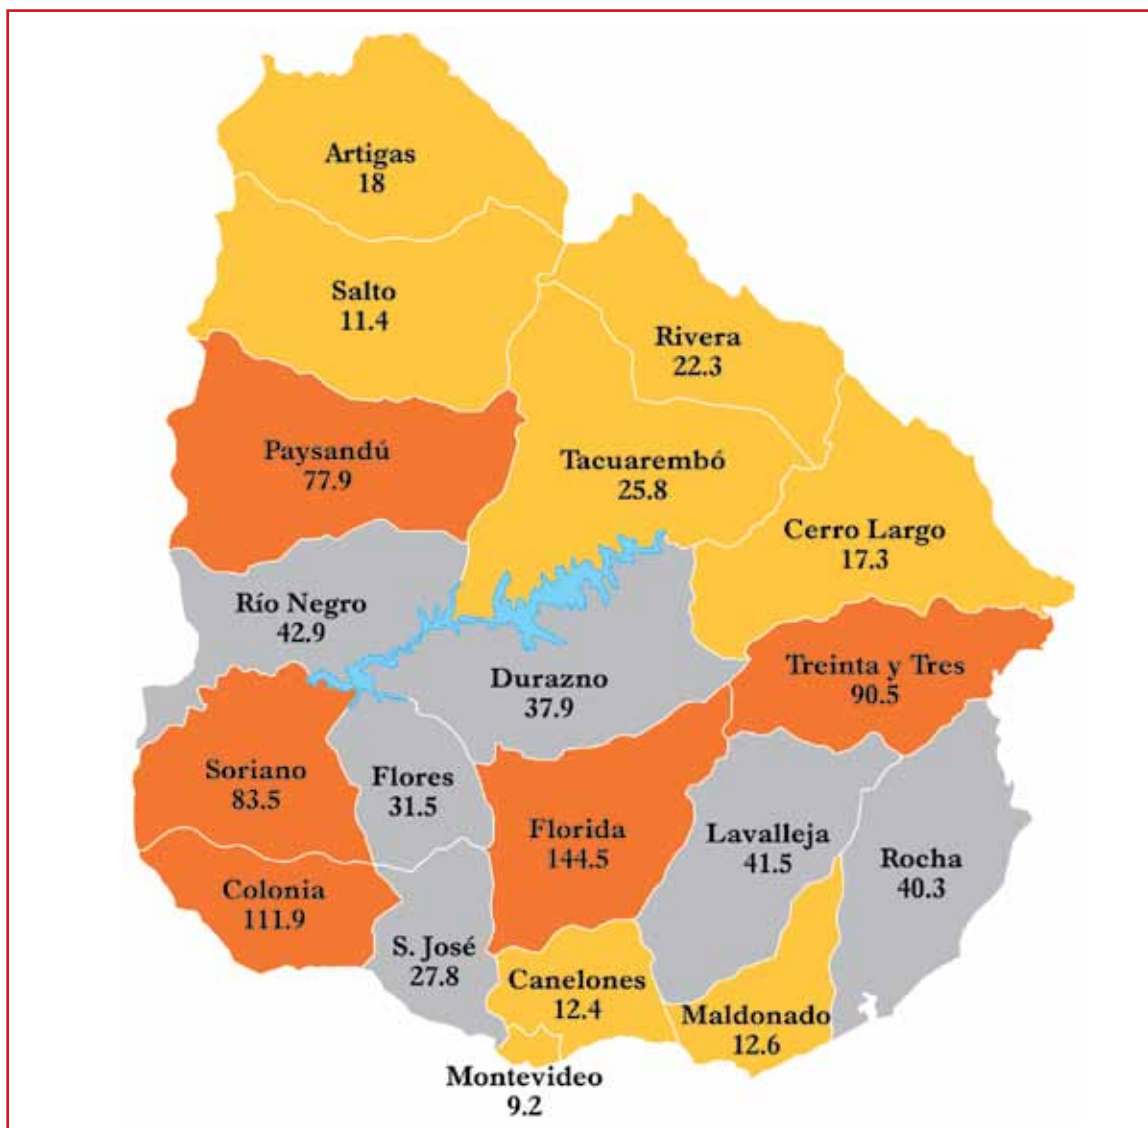 Artigas
18
Salto
11.4
Rivera
22.3
Paysandú
77.9
Tacuarembó
25.8
Cerro Largo
17.3
Río Negro
42.9
Durazno
37.9
Treinta y Tres
90.5
Soriano
83.5
Flores
31.5
Florida
144.5
Lavalleja
41.5
Rocha
40.3
Colonia
111.9
S. José
27.8
Canelones
12.4
Maldonado
12.6
Montevideo
9.2